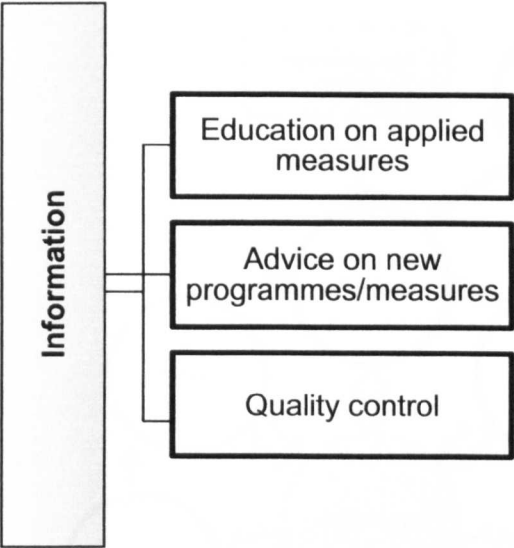 Information
Education on applied
measures
Advice on new
programmes/measures
Quality control